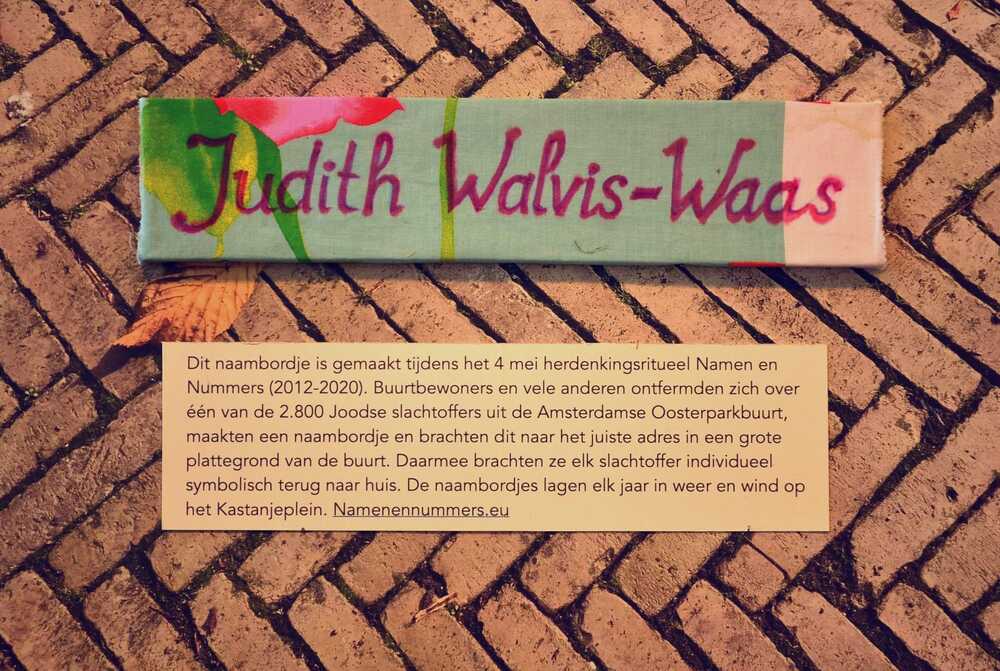 Judith Walvis-Waas
Dit naambordje is gemaakt tijdens het 4 mei herdenkingsritueel Namen en
Nummers (2012-2020). Buurtbewoners en vele anderen ontfermden zich over
één van de 2.800 Joodse slachtoffers uit de Amsterdamse Oosterparkbuurt,
maakten een naambordje en brachten dit naar het juiste adres in een grote
plattegrond van de buurt. Daarmee brachten ze elk slachtoffer individueel
symbolisch terug naar huis. De naambordjes lagen elk jaar in weer en wind op
het Kastanjeplein. Namenennummers.eu